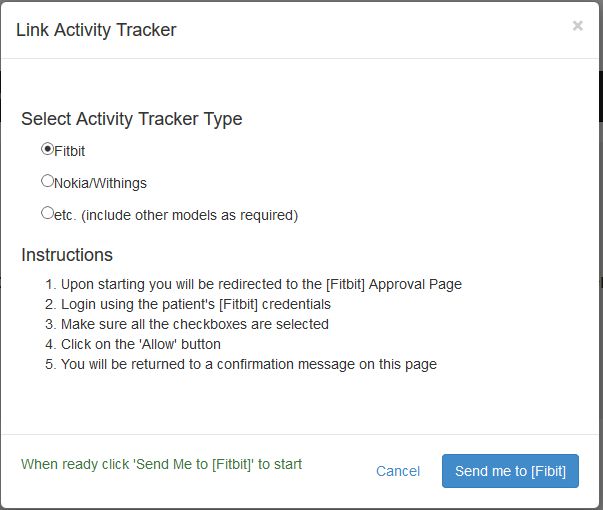 Link Activity Tracker
×
Select Activity Tracker Type
Fitbit
Nokia/Withings
etc. (include other models as required)
Instructions
1. Upon starting you will be redirected to the [Fitbit] Approval Page
2. Login using the patient's [Fitbit] credentials
3. Make sure all the checkboxes are selected
4. Click on the 'Allow' button
5. You will be returned to a confirmation message on this page
When ready click 'Send Me to [Fitbit]' to start
Cancel
Send me to [Fibit]